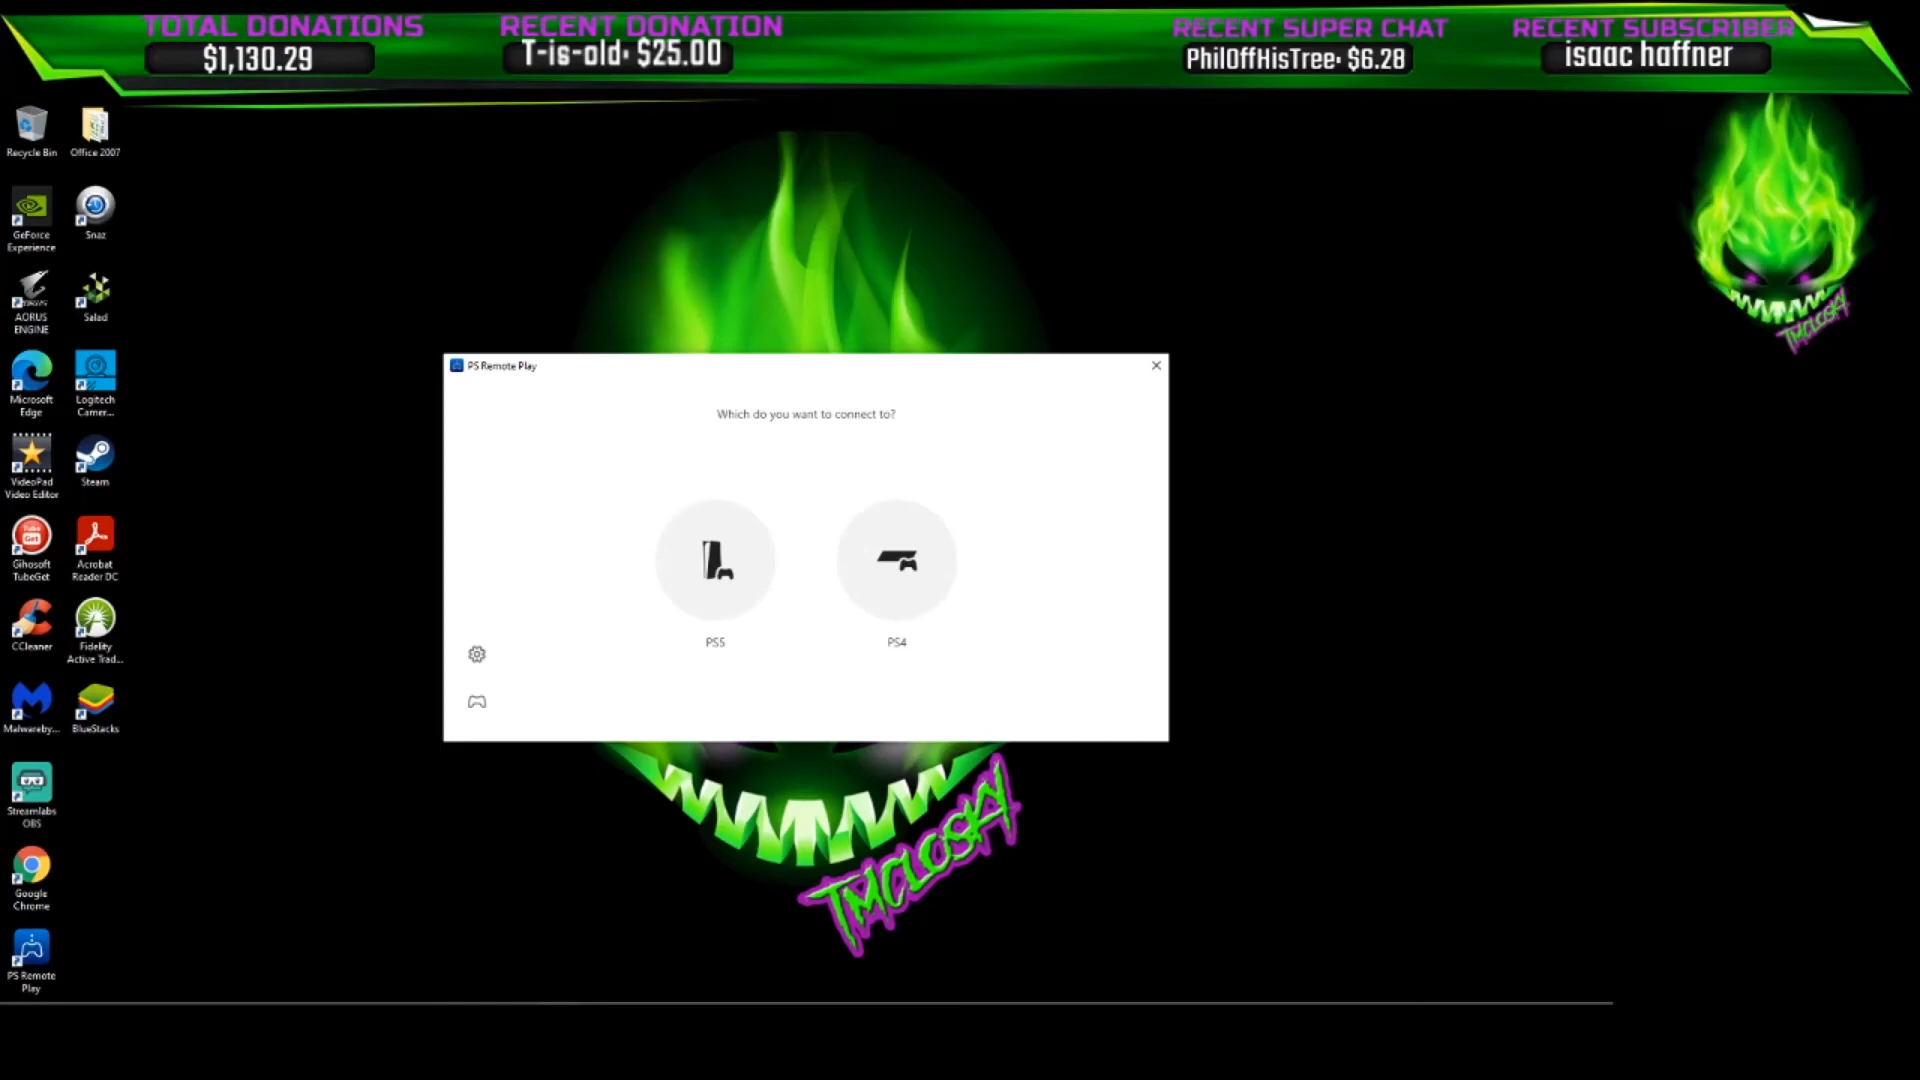 TOTAL DONATIONS
$1,130.29
RECENT DONATION
T-is-old: $25.00
RECENT SUPER CHAT
PhilOffHisTree: $6.28
RECENT SUBSCRIBER
isaac haffner
Recycle Bin
Office 2007
GeForce
Experience
Snaz
AORUS
ENGINE
Salad
Microsoft
Edge
Logitech
Camer...
VideoPad
Video Editor
Steam
Gihosoft
TubeGet
Acrobat
Reader DC
CCleaner
Fidelity
Active Trad...
Malwareby...
BlueStacks
Streamlabs
OBS
Google
Chrome
PS Remote
Play
PS Remote Play
Which do you want to connect to?
PS5
PS4
TMCLOSKY
TMCLOSKY